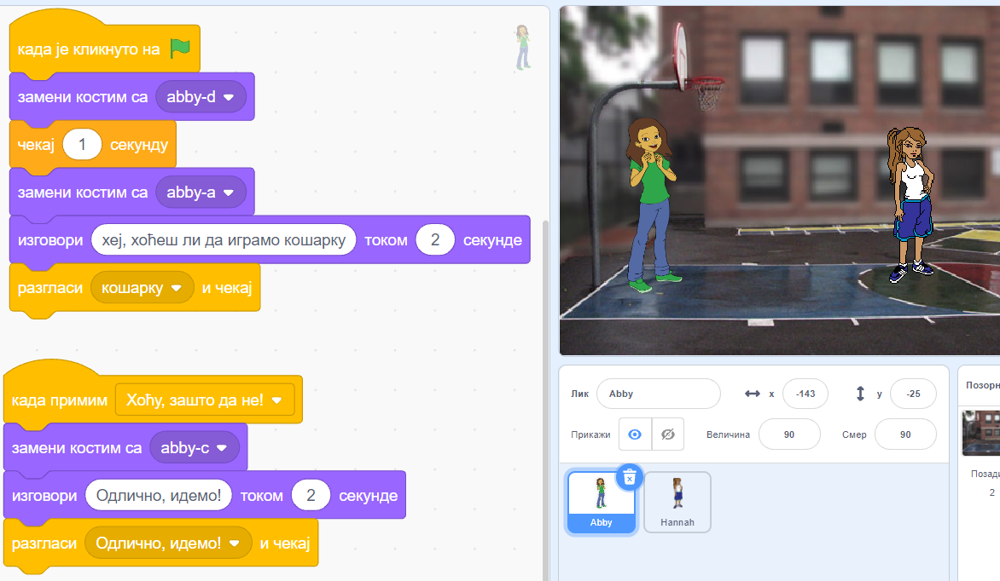 када је кликнуто на
замени костим са abby-d
чекај 1 секунду
замени костим са abby-a
изговори хеј, хоћеш ли да играмо кошарку током 2 секунде
разгласи кошарку и чекај
када примим Хоћу, зашто да не!
замени костим са abby-c
изговори Одлично, идемо! током 2 секунде
разгласи Одлично, идемо! и чекај
Лик Abby x -143 y -25
Прикажи Величина 90 Смер 90
Abby Hannah
2